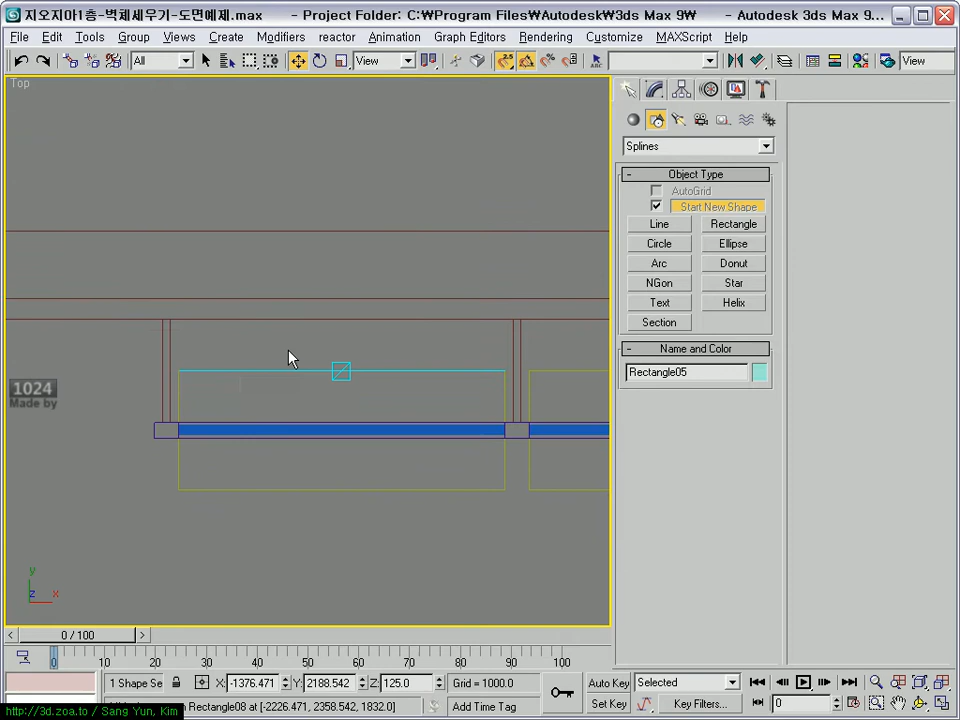 지오지아1층-벽체세우기-도면예제.max - Project Folder: C:\Program Files\Autodesk\3ds Max 9\ - Autodesk 3ds Max 9...
File Edit Tools Group Views Create Modifiers reactor Animation Graph Editors Rendering Customize MAXScript Help
All View View
Top
Splines
- Object Type
AutoGrid
Start New Shape
Line Rectangle
Circle Ellipse
Arc Donut
NGon Star
Text Helix
Section
- Name and Color
Rectangle05
1024
Made by
y
z x
< 0 / 100 >
0 10 20 30 40 50 60 70 80 90 100
1 Shape Se X: -1376.471 Y: 2188.542 Z: 125.0 Grid = 1000.0 Auto Key Selected
Rectangle08 at [-2226.471, 2358.542, 1832.0] Add Time Tag Set Key Key Filters... 0
http://3d.zoa.to / Sang Yun, Kim